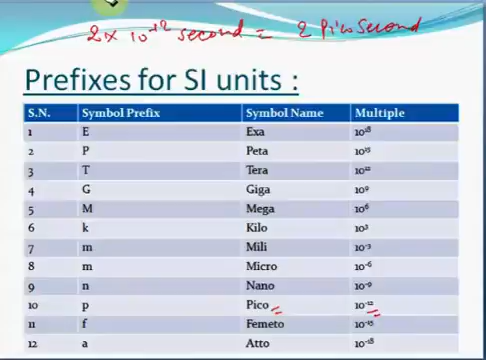 2 x 10⁻¹² second = 2 Pico Second
Prefixes for SI units :
S.N. Symbol Prefix Symbol Name Multiple
1 E Exa 10¹⁸
2 P Peta 10¹⁵
3 T Tera 10¹²
4 G Giga 10⁹
5 M Mega 10⁶
6 k Kilo 10³
7 m Mili 10⁻³
8 m Micro 10⁻⁶
9 n Nano 10⁻⁹
10 p Pico 10⁻¹²
11 f Femeto 10⁻¹⁵
12 a Atto 10⁻¹⁸